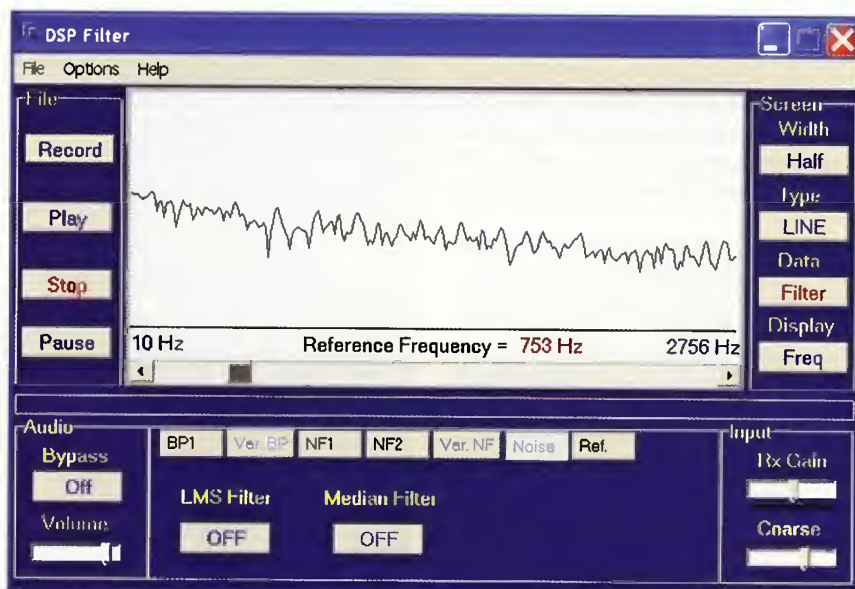 DSP Filter
File Options Help
File
Record
Play
Stop
Pause
10 Hz Reference Frequency = 753 Hz 2756 Hz
Screen
Width
Half
Type
LINE
Data
Filter
Display
Freq
Audio
Bypass
Off
Volume
BP1 Var. BP NF1 NF2 Var. NF Noise Ref.
LMS Filter Median Filter
OFF OFF
Input
Rx Gain
Coarse